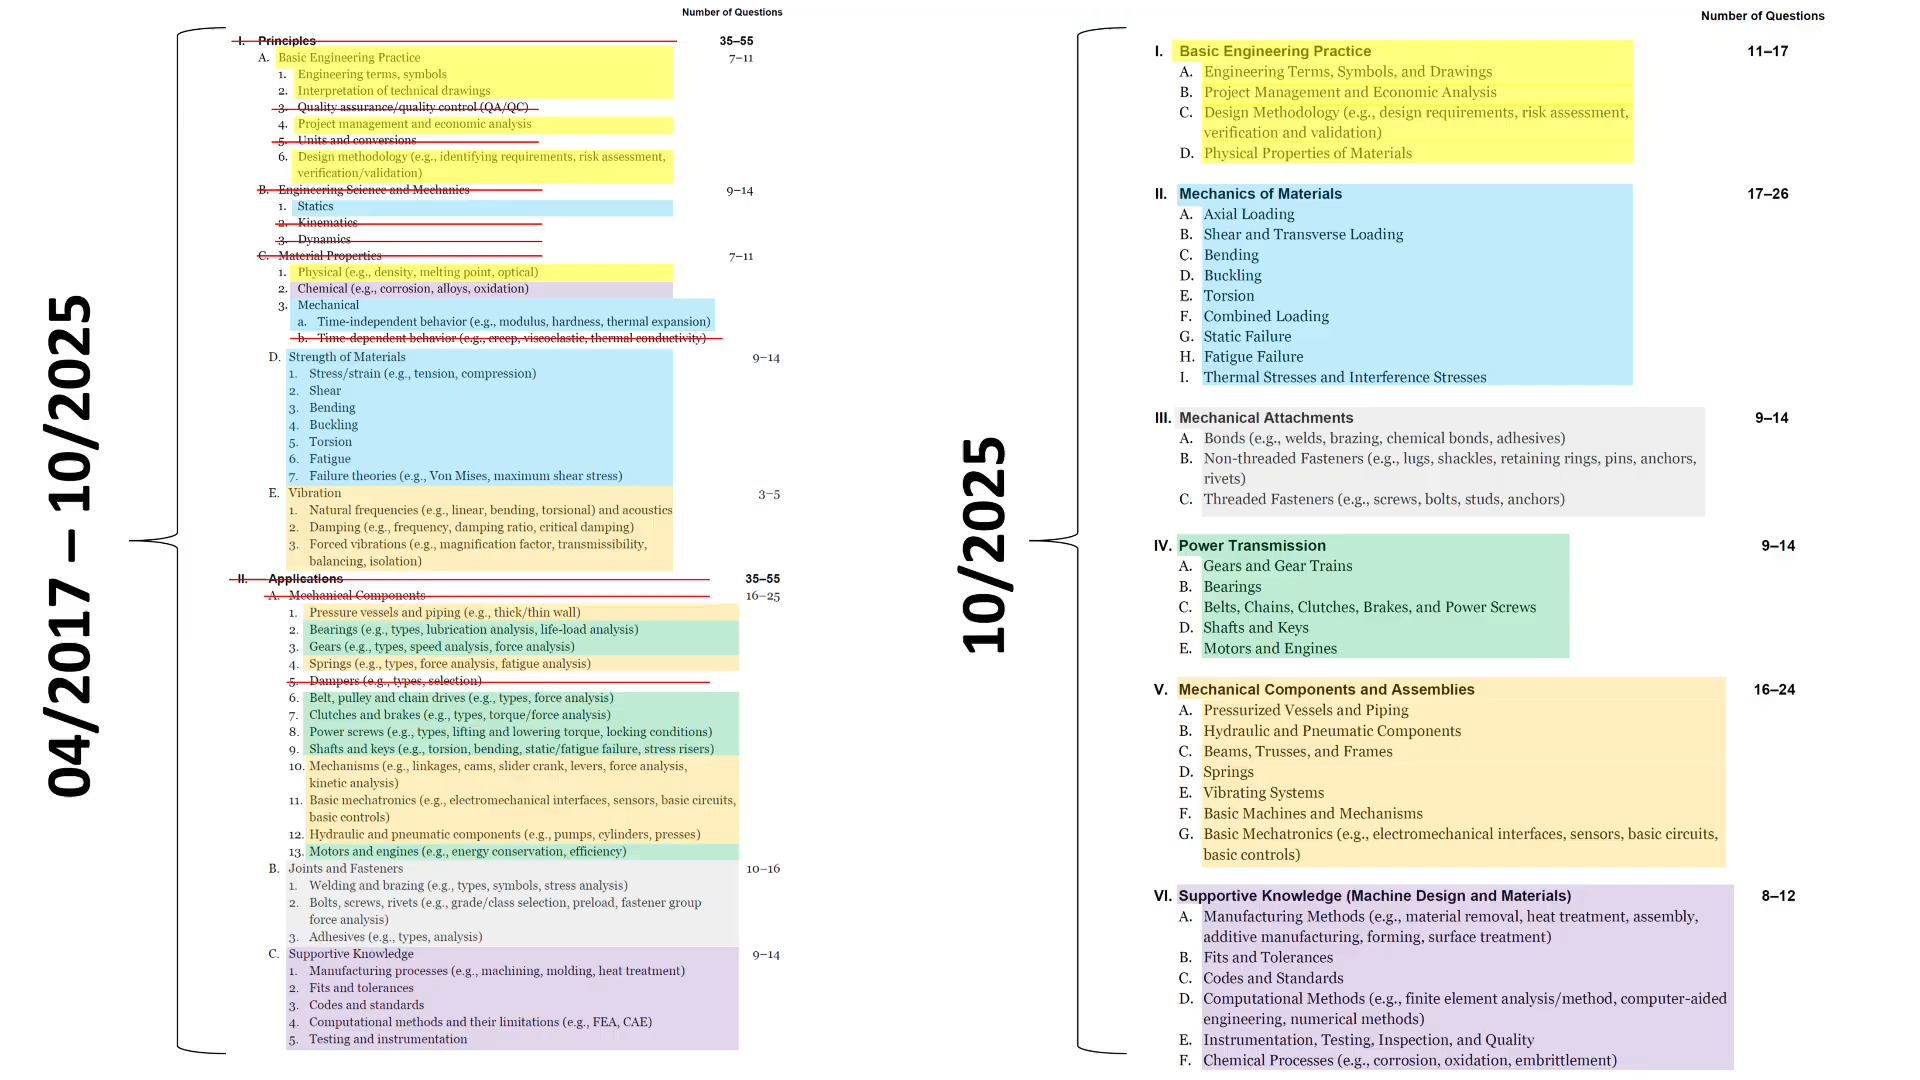 04/2017 – 10/2025
Number of Questions
I. Principles 35–55
A. Basic Engineering Practice 7–11
1. Engineering terms, symbols
2. Interpretation of technical drawings
3. Quality assurance/quality control (QA/QC)
4. Project management and economic analysis
5. Units and conversions
6. Design methodology (e.g., identifying requirements, risk assessment,
verification/validation)
B. Engineering Science and Mechanics 9–14
1. Statics
2. Kinematics
3. Dynamics
C. Material Properties 7–11
1. Physical (e.g., density, melting point, optical)
2. Chemical (e.g., corrosion, alloys, oxidation)
3. Mechanical
a. Time-independent behavior (e.g., modulus, hardness, thermal expansion)
b. Time-dependent behavior (e.g., creep, viscoelastic, thermal conductivity)
D. Strength of Materials 9–14
1. Stress/strain (e.g., tension, compression)
2. Shear
3. Bending
4. Buckling
5. Torsion
6. Fatigue
7. Failure theories (e.g., Von Mises, maximum shear stress)
E. Vibration 3–5
1. Natural frequencies (e.g., linear, bending, torsional) and acoustics
2. Damping (e.g., frequency, damping ratio, critical damping)
3. Forced vibrations (e.g., magnification factor, transmissibility,
balancing, isolation)
II. Applications 35–55
A. Mechanical Components 16–25
1. Pressure vessels and piping (e.g., thick/thin wall)
2. Bearings (e.g., types, lubrication analysis, life-load analysis)
3. Gears (e.g., types, speed analysis, force analysis)
4. Springs (e.g., types, force analysis, fatigue analysis)
5. Dampers (e.g., types, selection)
6. Belt, pulley and chain drives (e.g., types, force analysis)
7. Clutches and brakes (e.g., types, torque/force analysis)
8. Power screws (e.g., types, lifting and lowering torque, locking conditions)
9. Shafts and keys (e.g., torsion, bending, static/fatigue failure, stress risers)
10. Mechanisms (e.g., linkages, cams, slider crank, levers, force analysis,
kinetic analysis)
11. Basic mechatronics (e.g., electromechanical interfaces, sensors, basic circuits,
basic controls)
12. Hydraulic and pneumatic components (e.g., pumps, cylinders, presses)
13. Motors and engines (e.g., energy conservation, efficiency)
B. Joints and Fasteners 10–16
1. Welding and brazing (e.g., types, symbols, stress analysis)
2. Bolts, screws, rivets (e.g., grade/class selection, preload, fastener group
force analysis)
3. Adhesives (e.g., types, analysis)
C. Supportive Knowledge 9–14
1. Manufacturing processes (e.g., machining, molding, heat treatment)
2. Fits and tolerances
3. Codes and standards
4. Computational methods and their limitations (e.g., FEA, CAE)
5. Testing and instrumentation
10/2025
Number of Questions
I. Basic Engineering Practice 11–17
A. Engineering Terms, Symbols, and Drawings
B. Project Management and Economic Analysis
C. Design Methodology (e.g., design requirements, risk assessment,
verification and validation)
D. Physical Properties of Materials
II. Mechanics of Materials 17–26
A. Axial Loading
B. Shear and Transverse Loading
C. Bending
D. Buckling
E. Torsion
F. Combined Loading
G. Static Failure
H. Fatigue Failure
I. Thermal Stresses and Interference Stresses
III. Mechanical Attachments 9–14
A. Bonds (e.g., welds, brazing, chemical bonds, adhesives)
B. Non-threaded Fasteners (e.g., lugs, shackles, retaining rings, pins, anchors,
rivets)
C. Threaded Fasteners (e.g., screws, bolts, studs, anchors)
IV. Power Transmission 9–14
A. Gears and Gear Trains
B. Bearings
C. Belts, Chains, Clutches, Brakes, and Power Screws
D. Shafts and Keys
E. Motors and Engines
V. Mechanical Components and Assemblies 16–24
A. Pressurized Vessels and Piping
B. Hydraulic and Pneumatic Components
C. Beams, Trusses, and Frames
D. Springs
E. Vibrating Systems
F. Basic Machines and Mechanisms
G. Basic Mechatronics (e.g., electromechanical interfaces, sensors, basic circuits,
basic controls)
VI. Supportive Knowledge (Machine Design and Materials) 8–12
A. Manufacturing Methods (e.g., material removal, heat treatment, assembly,
additive manufacturing, forming, surface treatment)
B. Fits and Tolerances
C. Codes and Standards
D. Computational Methods (e.g., finite element analysis/method, computer-aided
engineering, numerical methods)
E. Instrumentation, Testing, Inspection, and Quality
F. Chemical Processes (e.g., corrosion, oxidation, embrittlement)